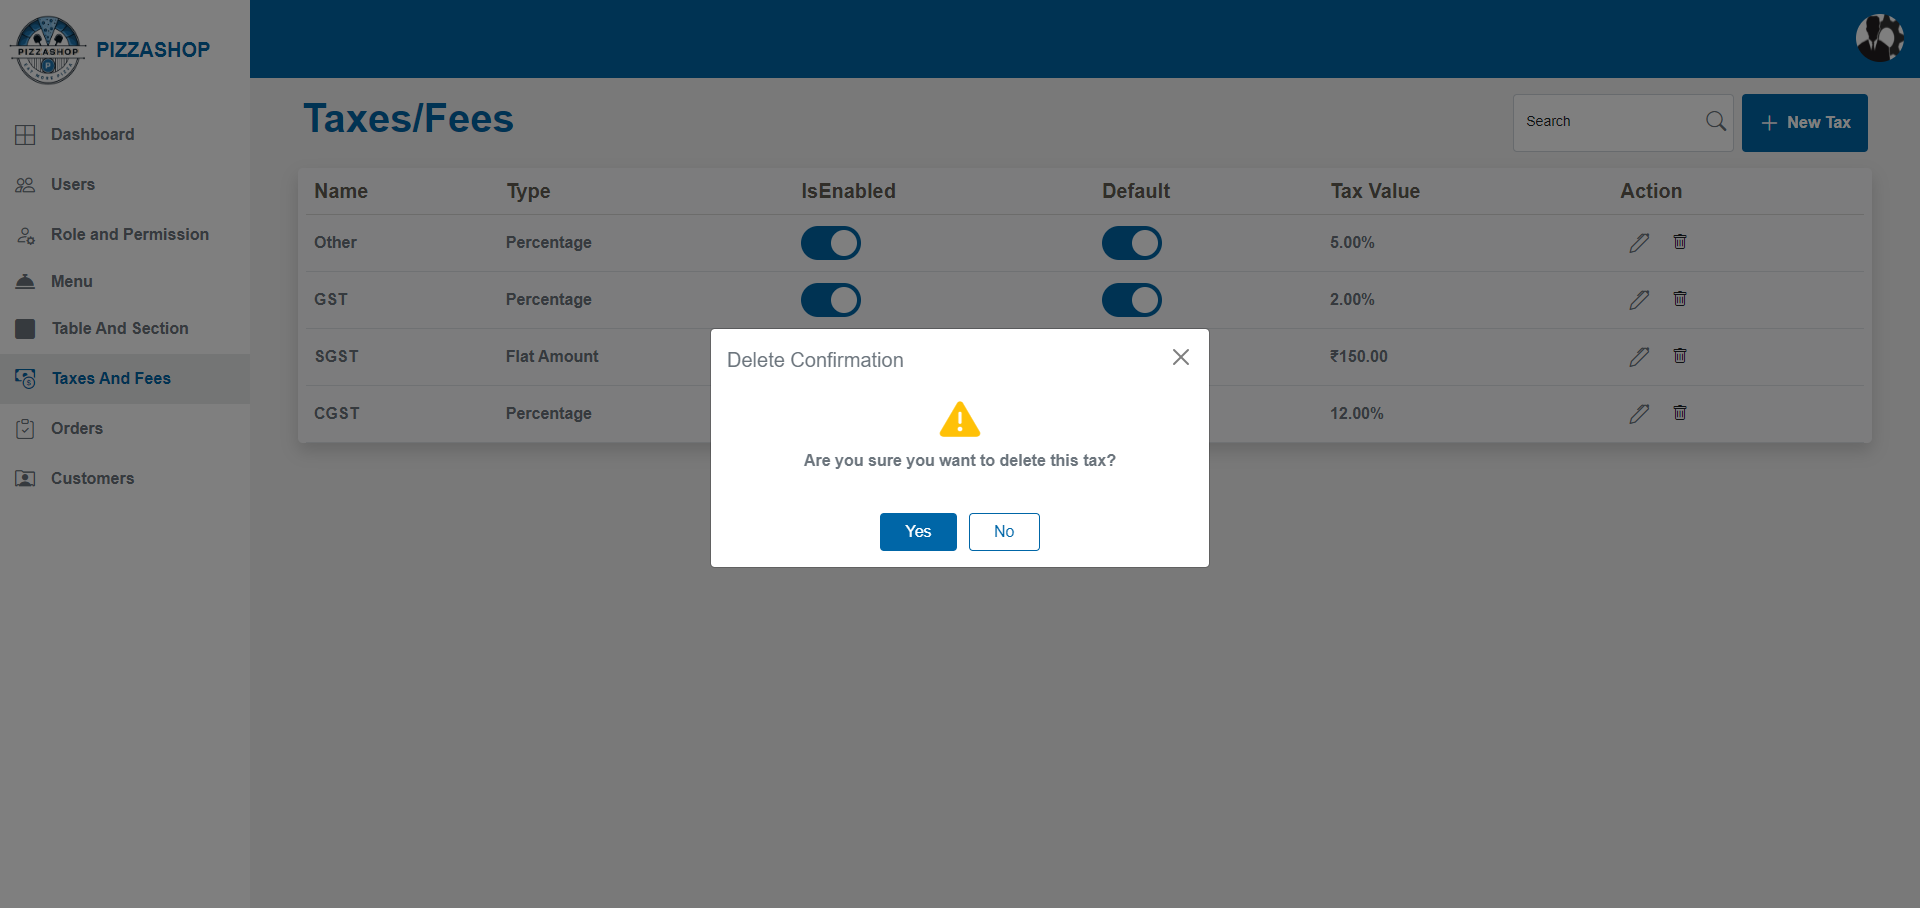 PIZZASHOP
PIZZASHOP
Dashboard
Users
Role and Permission
Menu
Table And Section
Taxes And Fees
Orders
Customers
Taxes/Fees
Search
New Tax
Name Type IsEnabled Default Tax Value Action
Other Percentage 5.00%
GST Percentage 2.00%
SGST Flat Amount ₹150.00
CGST Percentage 12.00%
Delete Confirmation
Are you sure you want to delete this tax?
Yes No